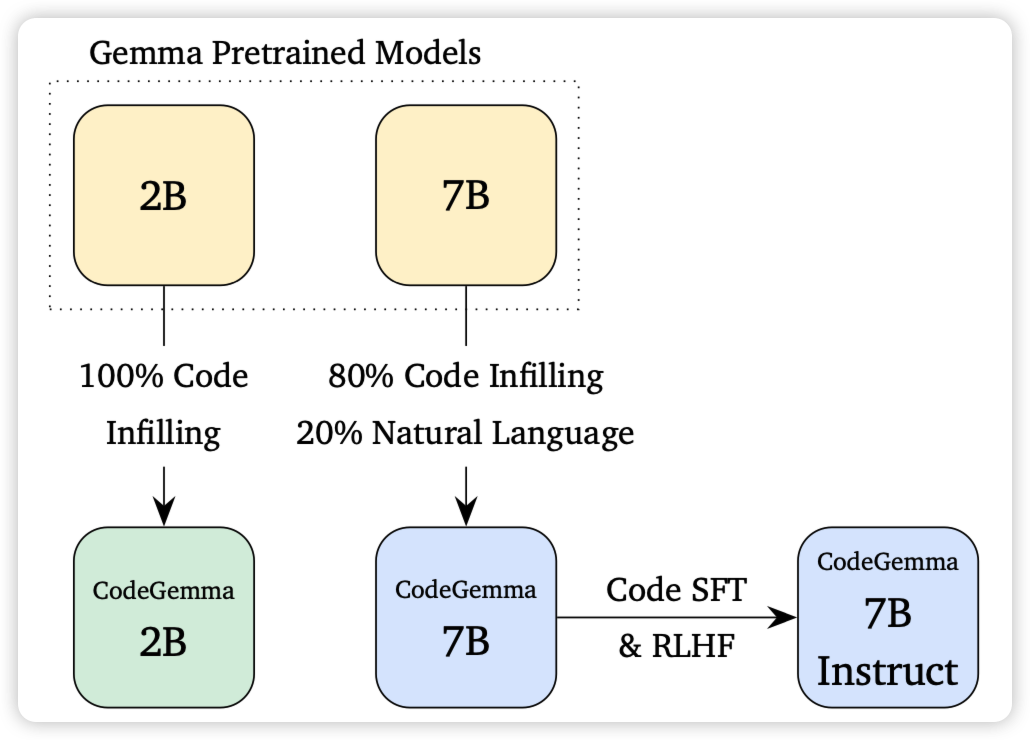 Gemma Pretrained Models
2B
7B
100% Code
Infilling
80% Code Infilling
20% Natural Language
CodeGemma
2B
CodeGemma
7B
Code SFT
& RLHF
CodeGemma
7B
Instruct